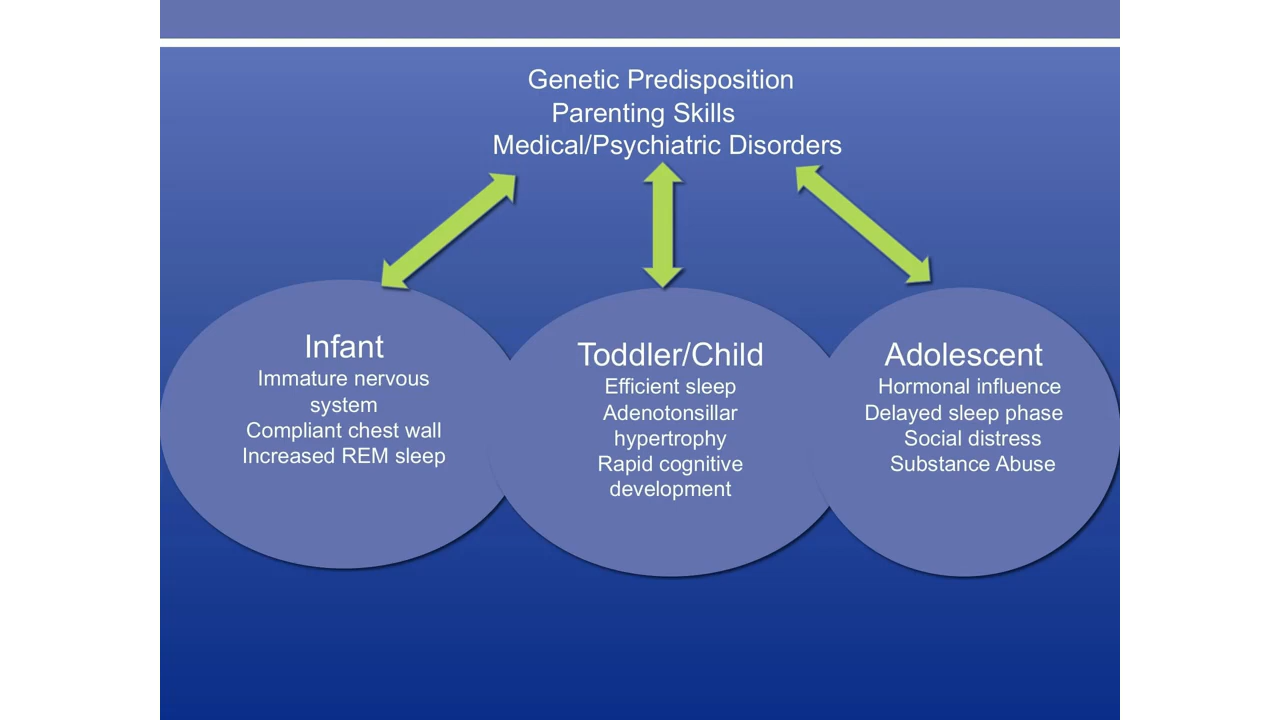 Genetic Predisposition
Parenting Skills
Medical/Psychiatric Disorders
Infant
Immature nervous
system
Compliant chest wall
Increased REM sleep
Toddler/Child
Efficient sleep
Adenotonsillar
hypertrophy
Rapid cognitive
development
Adolescent
Hormonal influence
Delayed sleep phase
Social distress
Substance Abuse